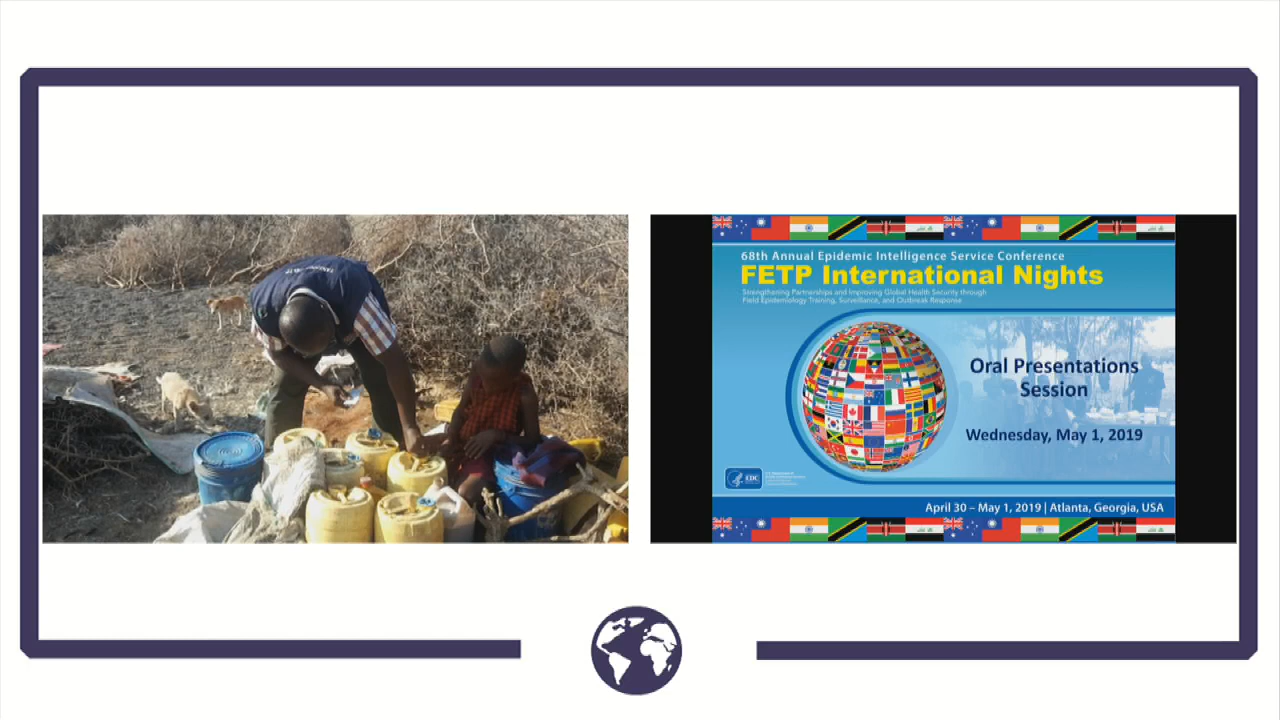 68th Annual Epidemic Intelligence Service Conference
FETP International Nights
Strengthening Partnerships and Improving Global Health Security through
Field Epidemiology Training, Surveillance, and Outbreak Response
Oral Presentations
Session
Wednesday, May 1, 2019
CDC
April 30 – May 1, 2019 | Atlanta, Georgia, USA